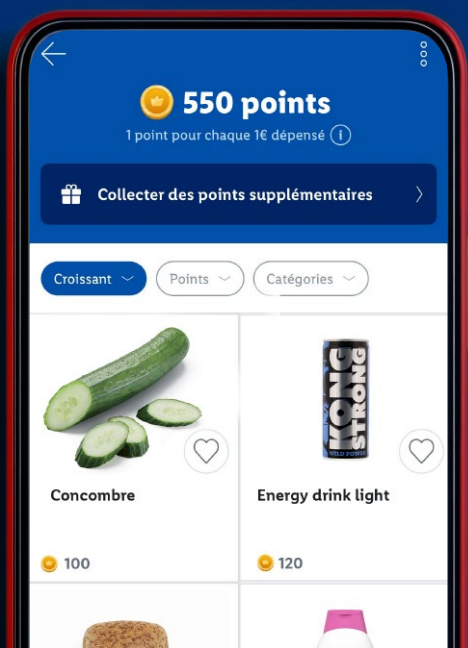 550 points
1 point pour chaque 1€ dépensé i
Collecter des points supplémentaires
Croissant
Points
Catégories
KONG
STRONG
WILD POWER
Concombre
Energy drink light
100
120